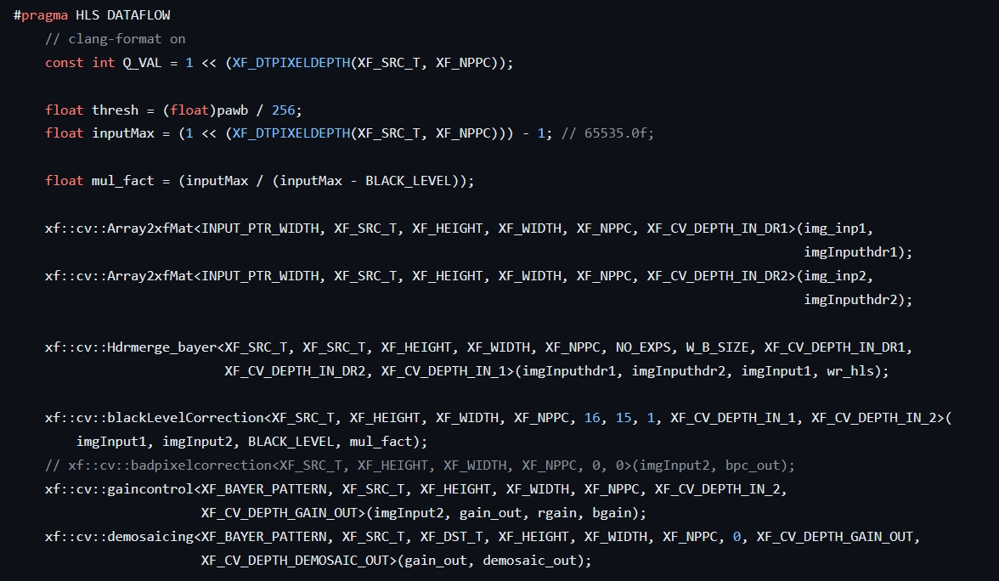 #pragma HLS DATAFLOW
// clang-format on
const int Q_VAL = 1 << (XF_DTPIXELDEPTH(XF_SRC_T, XF_NPPC));
float thresh = (float)pawb / 256;
float inputMax = (1 << (XF_DTPIXELDEPTH(XF_SRC_T, XF_NPPC))) - 1; // 65535.0f;
float mul_fact = (inputMax / (inputMax - BLACK_LEVEL));
xf::cv::Array2xfMat<INPUT_PTR_WIDTH, XF_SRC_T, XF_HEIGHT, XF_WIDTH, XF_NPPC, XF_CV_DEPTH_IN_DR1>(img_inp1,
imgInputhdr1);
xf::cv::Array2xfMat<INPUT_PTR_WIDTH, XF_SRC_T, XF_HEIGHT, XF_WIDTH, XF_NPPC, XF_CV_DEPTH_IN_DR2>(img_inp2,
imgInputhdr2);
xf::cv::Hdrmerge_bayer<XF_SRC_T, XF_SRC_T, XF_HEIGHT, XF_WIDTH, XF_NPPC, NO_EXPS, W_B_SIZE, XF_CV_DEPTH_IN_DR1,
XF_CV_DEPTH_IN_DR2, XF_CV_DEPTH_IN_1>(imgInputhdr1, imgInputhdr2, imgInput1, wr_hls);
xf::cv::blackLevelCorrection<XF_SRC_T, XF_HEIGHT, XF_WIDTH, XF_NPPC, 16, 15, 1, XF_CV_DEPTH_IN_1, XF_CV_DEPTH_IN_2>(
imgInput1, imgInput2, BLACK_LEVEL, mul_fact);
// xf::cv::badpixelcorrection<XF_SRC_T, XF_HEIGHT, XF_WIDTH, XF_NPPC, 0, 0>(imgInput2, bpc_out);
xf::cv::gaincontrol<XF_BAYER_PATTERN, XF_SRC_T, XF_HEIGHT, XF_WIDTH, XF_NPPC, XF_CV_DEPTH_IN_2,
XF_CV_DEPTH_GAIN_OUT>(imgInput2, gain_out, rgain, bgain);
xf::cv::demosaicing<XF_BAYER_PATTERN, XF_SRC_T, XF_DST_T, XF_HEIGHT, XF_WIDTH, XF_NPPC, 0, XF_CV_DEPTH_GAIN_OUT,
XF_CV_DEPTH_DEMOSAIC_OUT>(gain_out, demosaic_out);